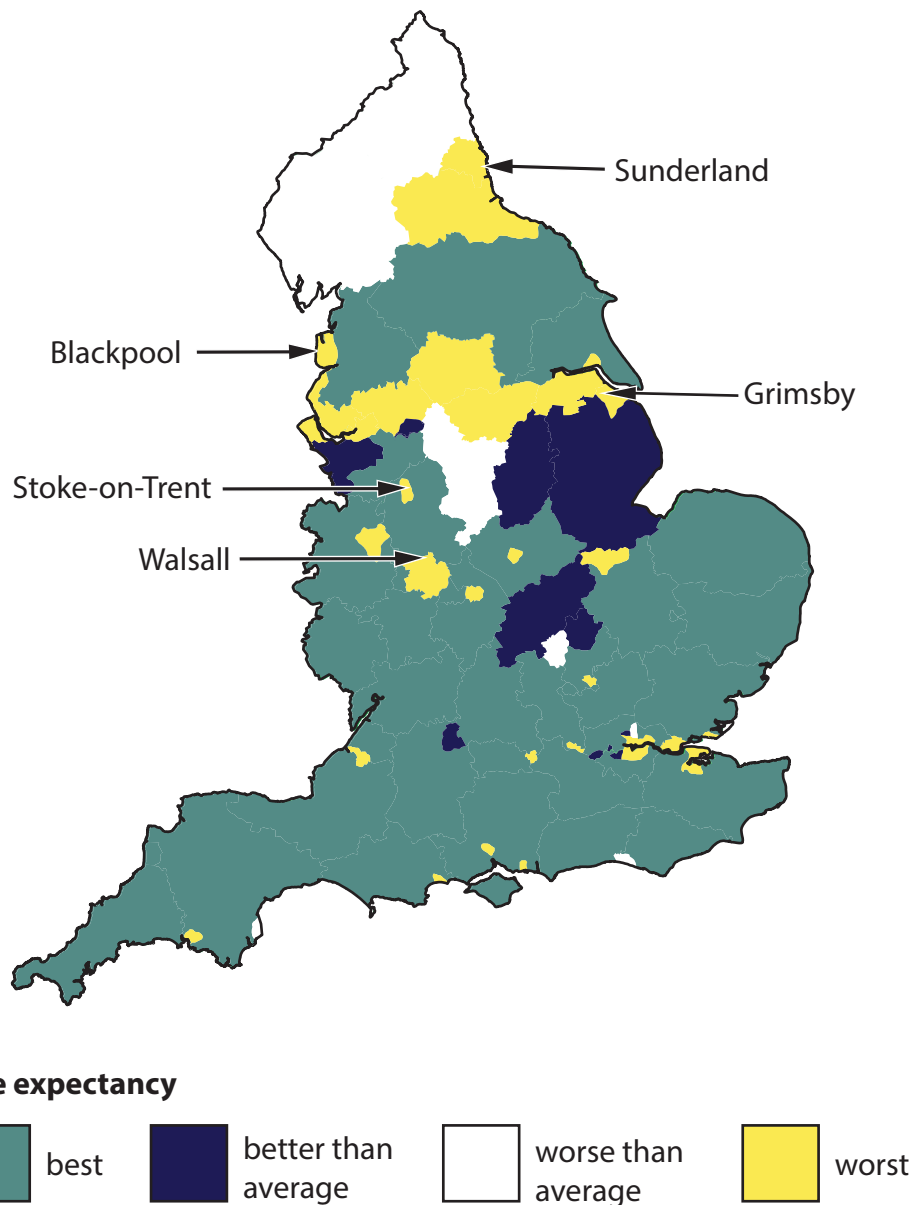 Sunderland
Blackpool
Grimsby
Stoke-on-Trent
Walsall
e expectancy
best
better than
average
worse than
average
worst